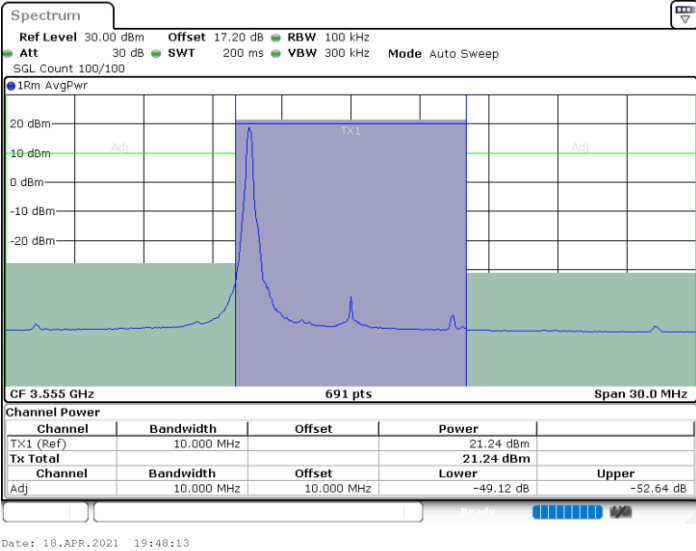 Spectrum
Ref Level 30.00 dBm Offset 17.20 dB RBW 100 kHz
Att 30 dB SWT 200 ms VBW 300 kHz Mode Auto Sweep
SGL Count 100/100
1Rm AvgPwr
20 dBm
TX1
Adj
Adj
10 dBm
0 dBm
-10 dBm
-20 dBm
CF 3.555 GHz 691 pts Span 30.0 MHz
Channel Power
Channel Bandwidth Offset Power
TX1 (Ref) 10.000 MHz 21.24 dBm
Tx Total 21.24 dBm
Channel Bandwidth Offset Lower Upper
Adj 10.000 MHz 10.000 MHz -49.12 dB -52.64 dB
Ready
Date: 18.APR.2021 19:48:13